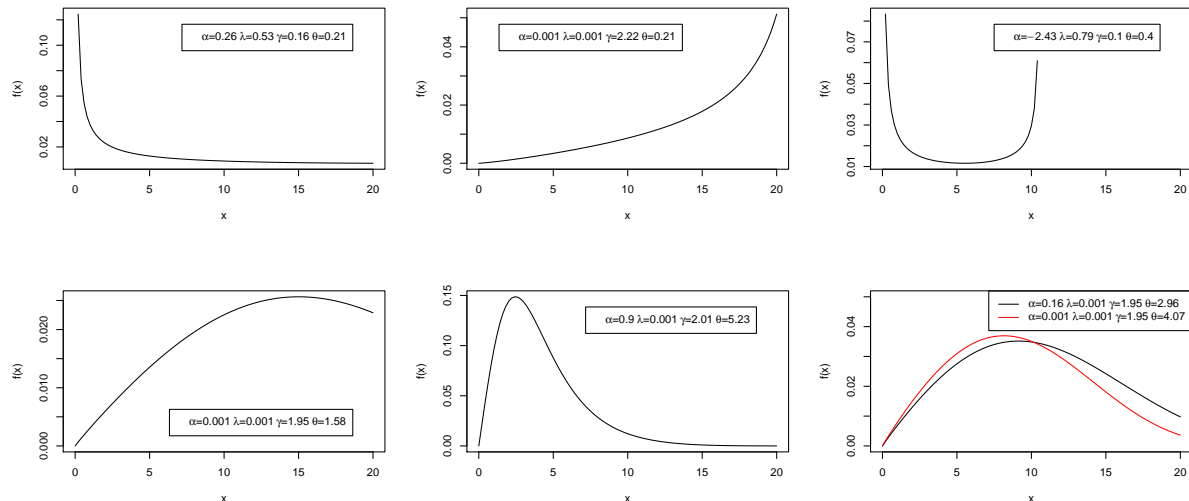 α=0.26 λ=0.53 γ=0.16 θ=0.21
f(x)
0.02 0.06 0.10
0 5 10 15 20
x
α=0.001 λ=0.001 γ=2.22 θ=0.21
f(x)
0.00 0.02 0.04
0 5 10 15 20
x
α=−2.43 λ=0.79 γ=0.1 θ=0.4
f(x)
0.01 0.03 0.05 0.07
0 5 10 15 20
x
α=0.001 λ=0.001 γ=1.95 θ=1.58
f(x)
0.000 0.010 0.020
0 5 10 15 20
x
α=0.9 λ=0.001 γ=2.01 θ=5.23
f(x)
0.00 0.05 0.10 0.15
0 5 10 15 20
x
α=0.16 λ=0.001 γ=1.95 θ=2.96
α=0.001 λ=0.001 γ=1.95 θ=4.07
f(x)
0.00 0.02 0.04
0 5 10 15 20
x